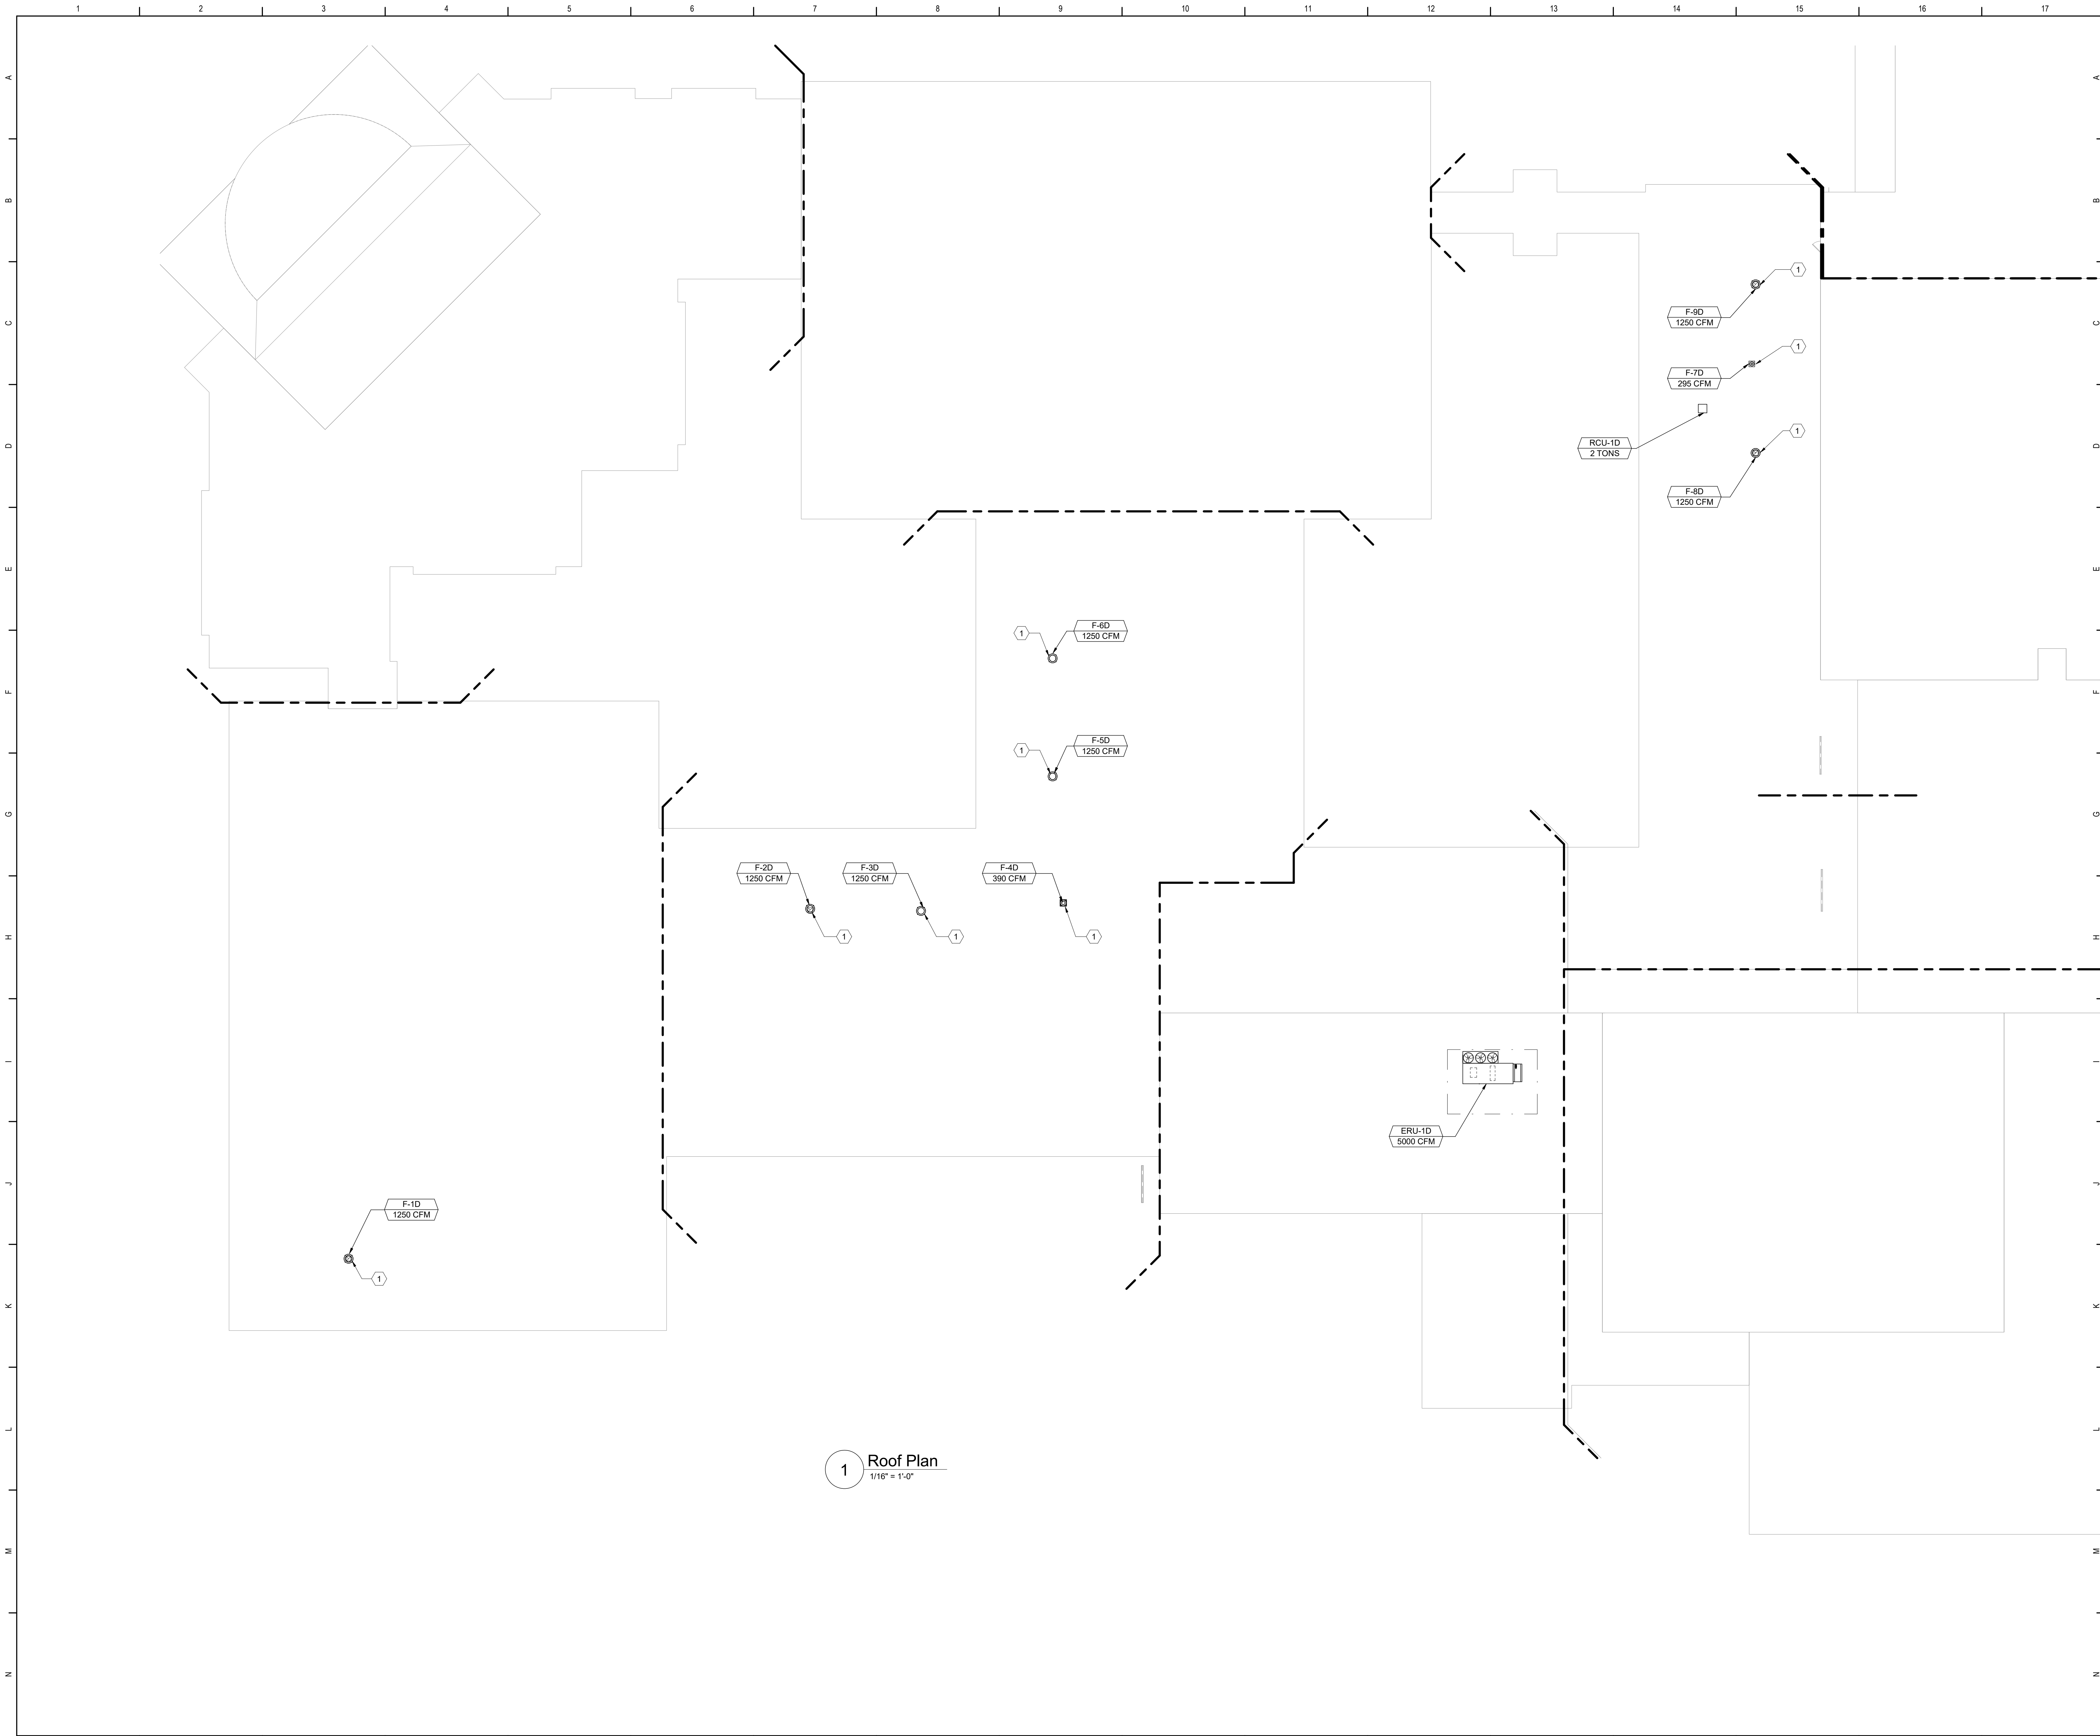 1 2 3 4 5 6 7 8 9 10 11 12 13 14 15 16 17
A A
B B
1
C F-9D C
1250 CFM
1
F-7D
295 CFM
D RCU-1D D
2 TONS
1
F-8D
1250 CFM
E E
F-6D
1 1250 CFM
F F
F-5D
1 1250 CFM
G G
F-2D F-3D F-4D
1250 CFM 1250 CFM 390 CFM
H 1 1 1 H
I I
ERU-1D
5000 CFM
J J
F-1D
1250 CFM
1
K K
L L
1 Roof Plan
1/16" = 1'-0"
M M
N N